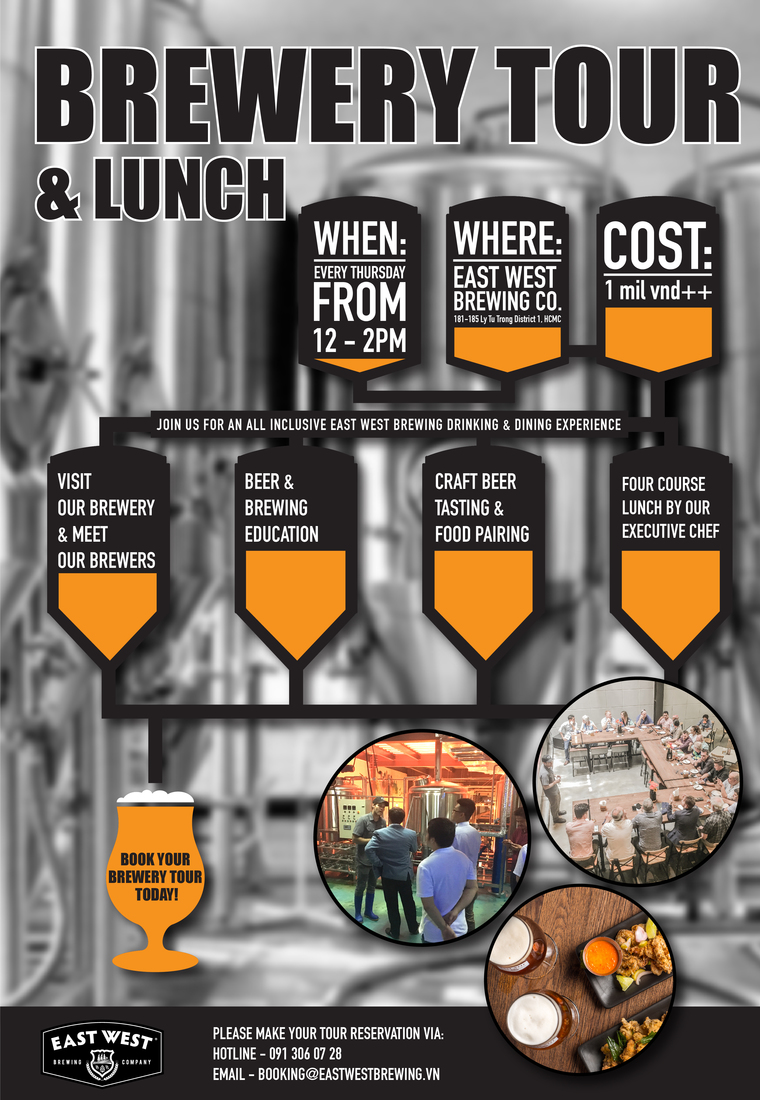 BREWERY TOUR
& LUNCH
WHEN:
EVERY THURSDAY
FROM
12 - 2PM
WHERE:
EAST WEST
BREWING CO.
181-185 Ly Tu Trong District 1, HCMC
COST:
1 mil vnd++
JOIN US FOR AN ALL INCLUSIVE EAST WEST BREWING DRINKING & DINING EXPERIENCE
VISIT
OUR BREWERY
& MEET
OUR BREWERS
BEER &
BREWING
EDUCATION
CRAFT BEER
TASTING &
FOOD PAIRING
FOUR COURSE
LUNCH BY OUR
EXECUTIVE CHEF
BOOK YOUR
BREWERY TOUR
TODAY!
EAST WEST
BREWING COMPANY
PLEASE MAKE YOUR TOUR RESERVATION VIA:
HOTLINE - 091 306 07 28
EMAIL - BOOKING@EASTWESTBREWING.VN